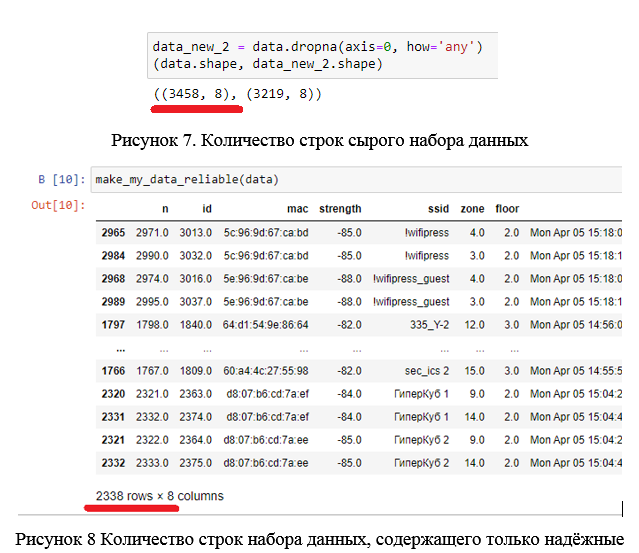 data_new_2 = data.dropna(axis=0, how='any')
(data.shape, data_new_2.shape)
((3458, 8), (3219, 8))
Рисунок 7. Количество строк сырого набора данных
В [10]: make_my_data_reliable(data)
Out[10]:
n id mac strength ssid zone floor
2965 2971.0 3013.0 5c:96:9d:67:ca:bd -85.0 !wifipress 4.0 2.0 Mon Apr 05 15:18:0
2984 2990.0 3032.0 5c:96:9d:67:ca:bd -85.0 !wifipress 3.0 2.0 Mon Apr 05 15:18:1
2968 2974.0 3016.0 5e:96:9d:67:ca:be -88.0 !wifipress_guest 4.0 2.0 Mon Apr 05 15:18:0
2989 2995.0 3037.0 5e:96:9d:67:ca:be -88.0 !wifipress_guest 3.0 2.0 Mon Apr 05 15:18:1
1797 1798.0 1840.0 64:d1:54:9e:86:64 -82.0 335_Y-2 12.0 3.0 Mon Apr 05 14:56:0
... ... ... ... ... ... ... ...
1766 1767.0 1809.0 60:a4:4c:27:55:98 -82.0 sec_ics 2 15.0 3.0 Mon Apr 05 14:55:5
2320 2321.0 2363.0 d8:07:b6:cd:7a:ef -84.0 ГиперКуб 1 9.0 2.0 Mon Apr 05 15:04:2
2331 2332.0 2374.0 d8:07:b6:cd:7a:ef -84.0 ГиперКуб 1 14.0 2.0 Mon Apr 05 15:04:4
2321 2322.0 2364.0 d8:07:b6:cd:7a:ee -85.0 ГиперКуб 2 9.0 2.0 Mon Apr 05 15:04:2
2332 2333.0 2375.0 d8:07:b6:cd:7a:ee -85.0 ГиперКуб 2 14.0 2.0 Mon Apr 05 15:04:4
2338 rows × 8 columns
Рисунок 8 Количество строк набора данных, содержащего только надёжные